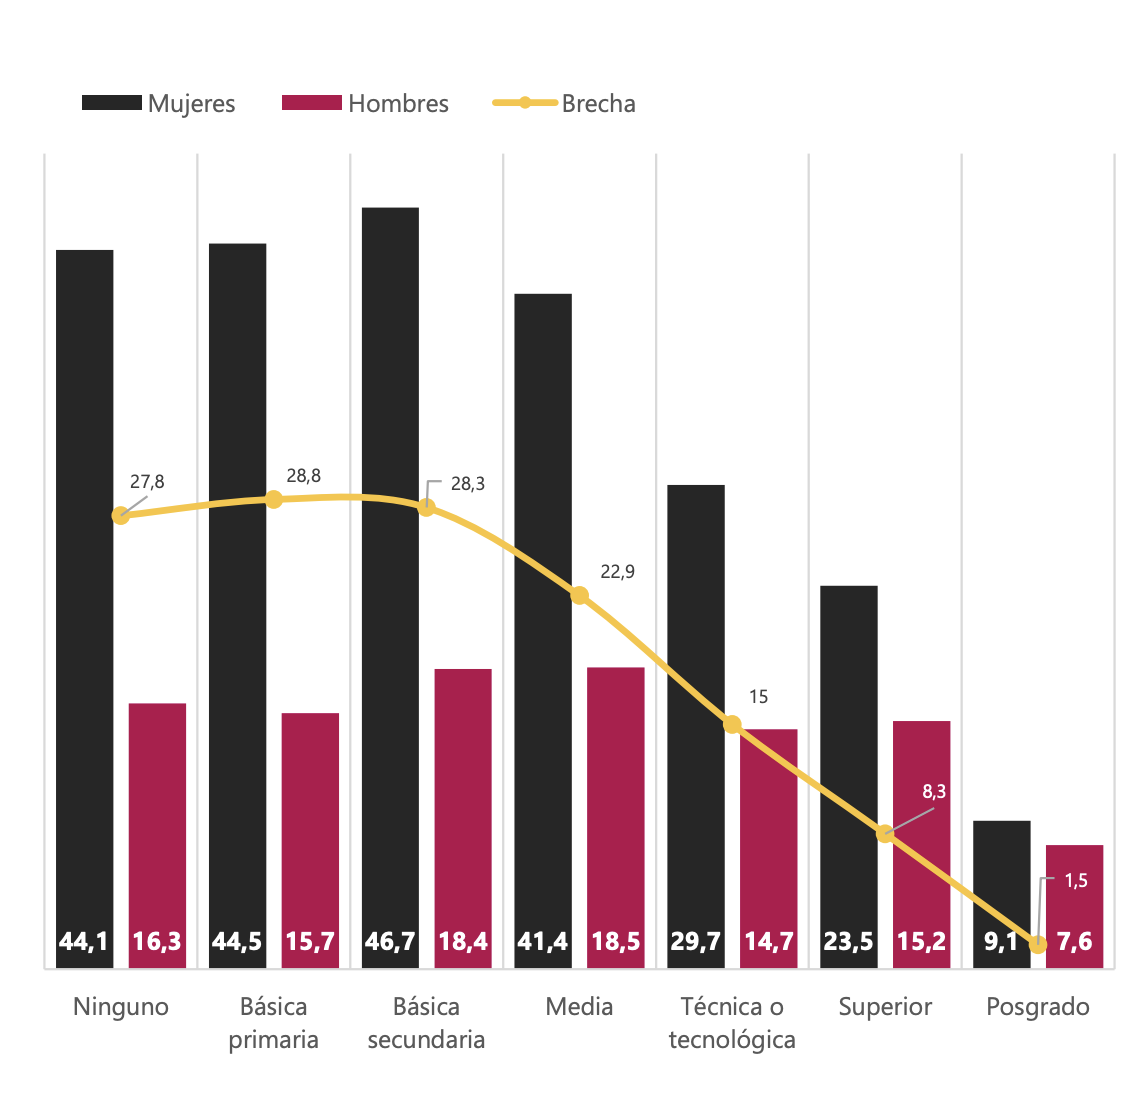 Mujeres Hombres Brecha
27,8 28,8 28,3 22,9 15 8,3 1,5
44,1 16,3 44,5 15,7 46,7 18,4 41,4 18,5 29,7 14,7 23,5 15,2 9,1 7,6
Ninguno Básica Básica Media Técnica o Superior Posgrado
primaria secundaria tecnológica